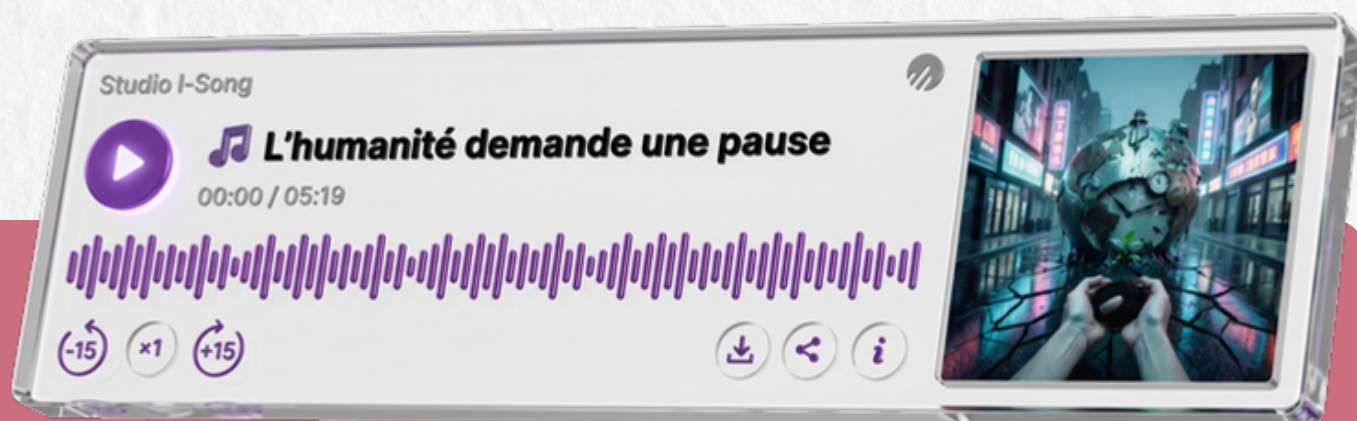 Studio I-Song
L'humanité demande une pause
00:00 / 05:19
-15
×1
+15
i